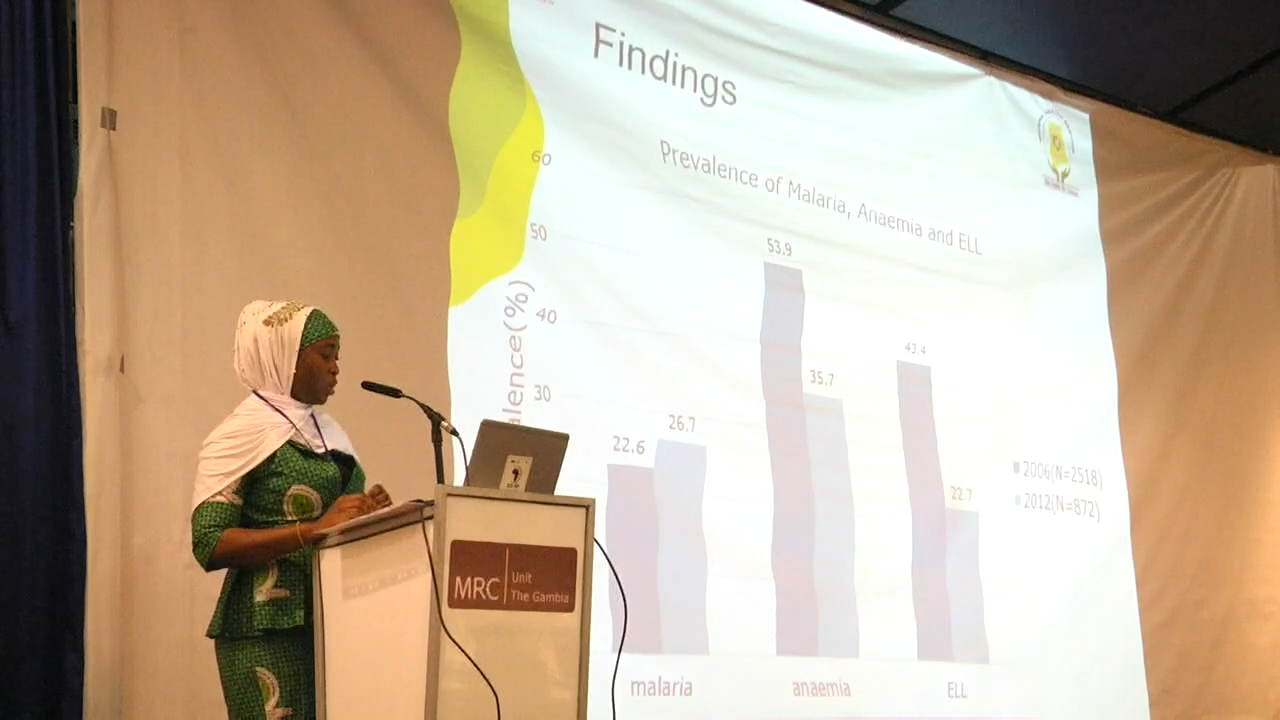 Findings
Prevalence of Malaria, Anaemia and ELL
60
50
40
30
alence(%)
53.9
43.4
35.7
26.7
22.6
22.7
2006(N=2518)
2012(N=872)
malaria
anaemia
ELL
MRC
Unit
The Gambia